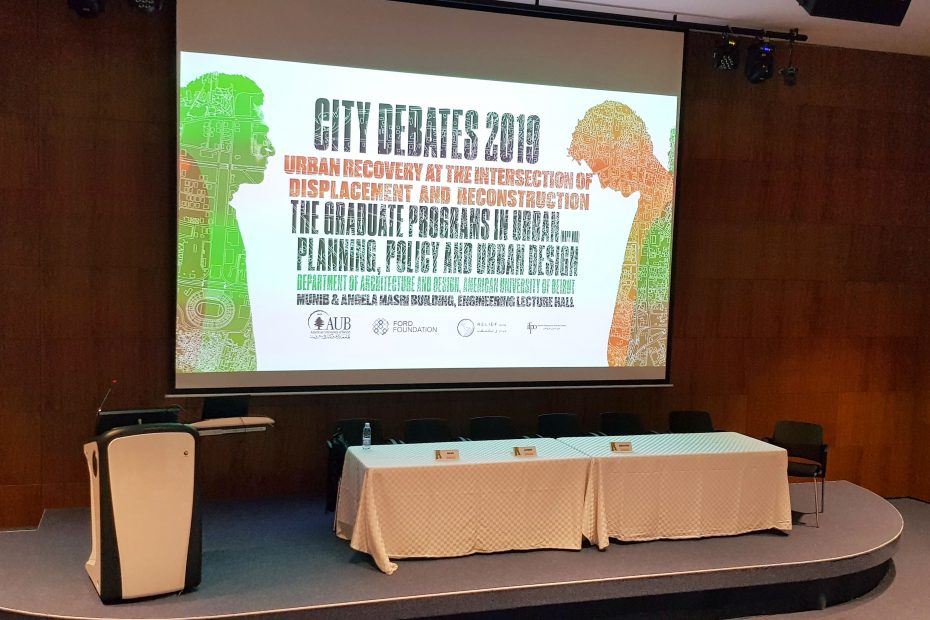 CITY DEBATES 2019
URBAN RECOVERY AT THE INTERSECTION OF
DISPLACEMENT AND RECONSTRUCTION
THE GRADUATE PROGRAMS IN URBAN
PLANNING, POLICY AND URBAN DESIGN
DEPARTMENT OF ARCHITECTURE AND DESIGN, AMERICAN UNIVERSITY OF BEIRUT
MUNIB & ANGELA MASRI BUILDING, ENGINEERING LECTURE HALL
AUB
FORD
FOUNDATION
RELIEF
ifpo